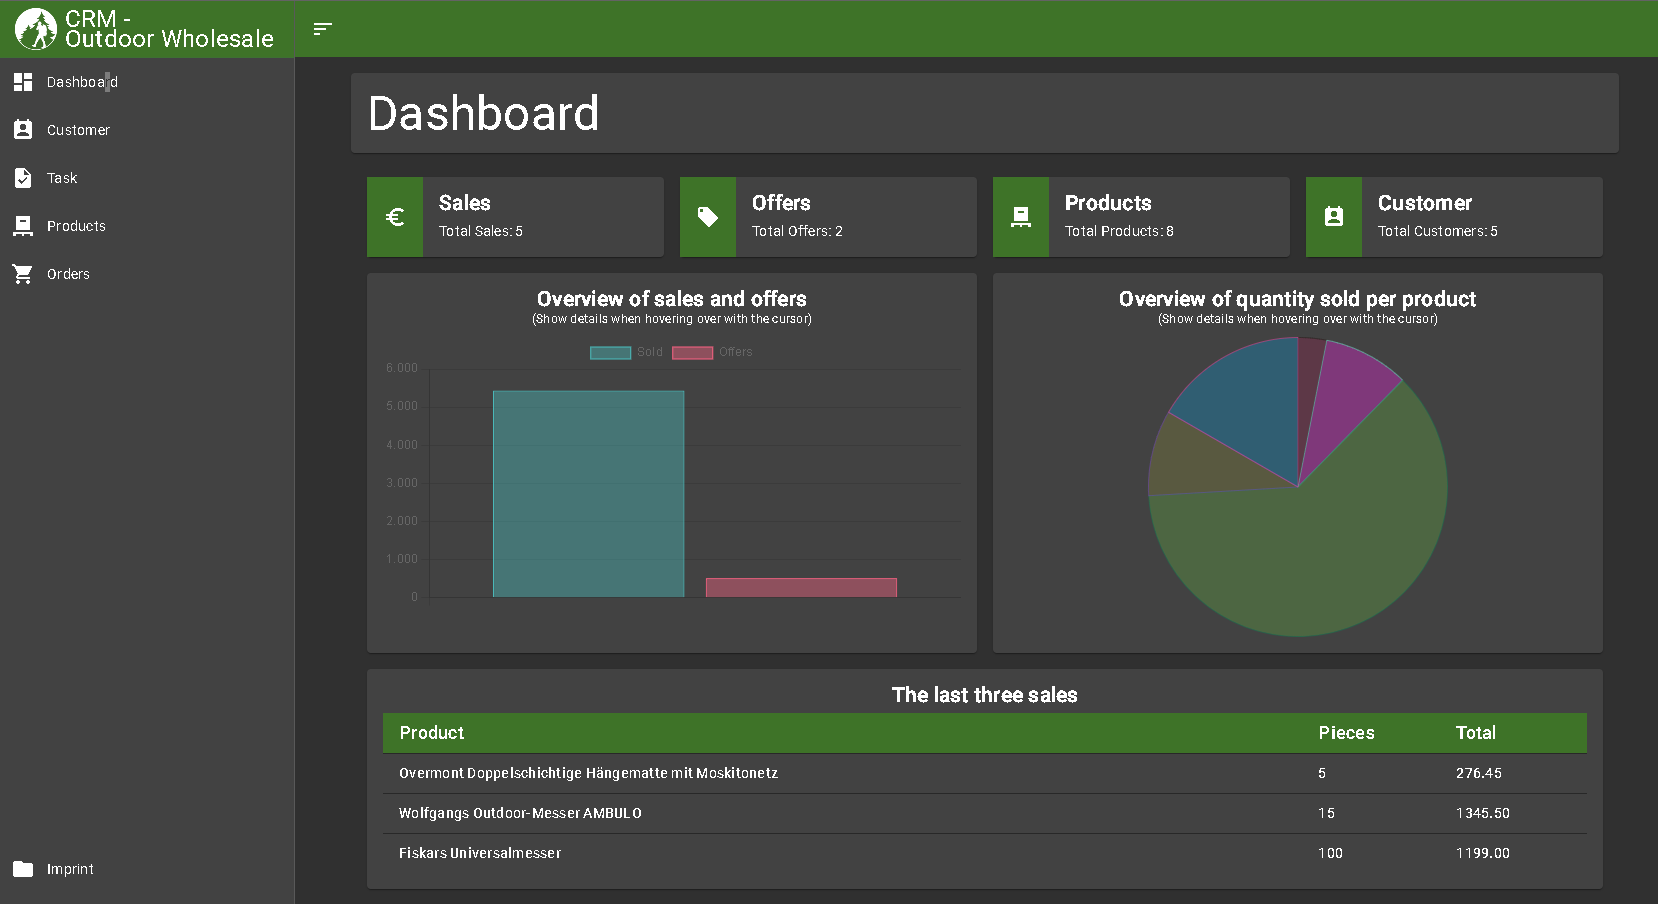 CRM -
Outdoor Wholesale
Dashboard
Customer
Task
Products
Orders
Imprint
Dashboard
Sales
Total Sales: 5
Offers
Total Offers: 2
Products
Total Products: 8
Customer
Total Customers: 5
Overview of sales and offers
(Show details when hovering over with the cursor)
Sold Offers
6.000
5.000
4.000
3.000
2.000
1.000
0
Overview of quantity sold per product
(Show details when hovering over with the cursor)
The last three sales
Product Pieces Total
Overmont Doppelschichtige Hängematte mit Moskitonetz 5 276.45
Wolfgangs Outdoor-Messer AMBULO 15 1345.50
Fiskars Universalmesser 100 1199.00